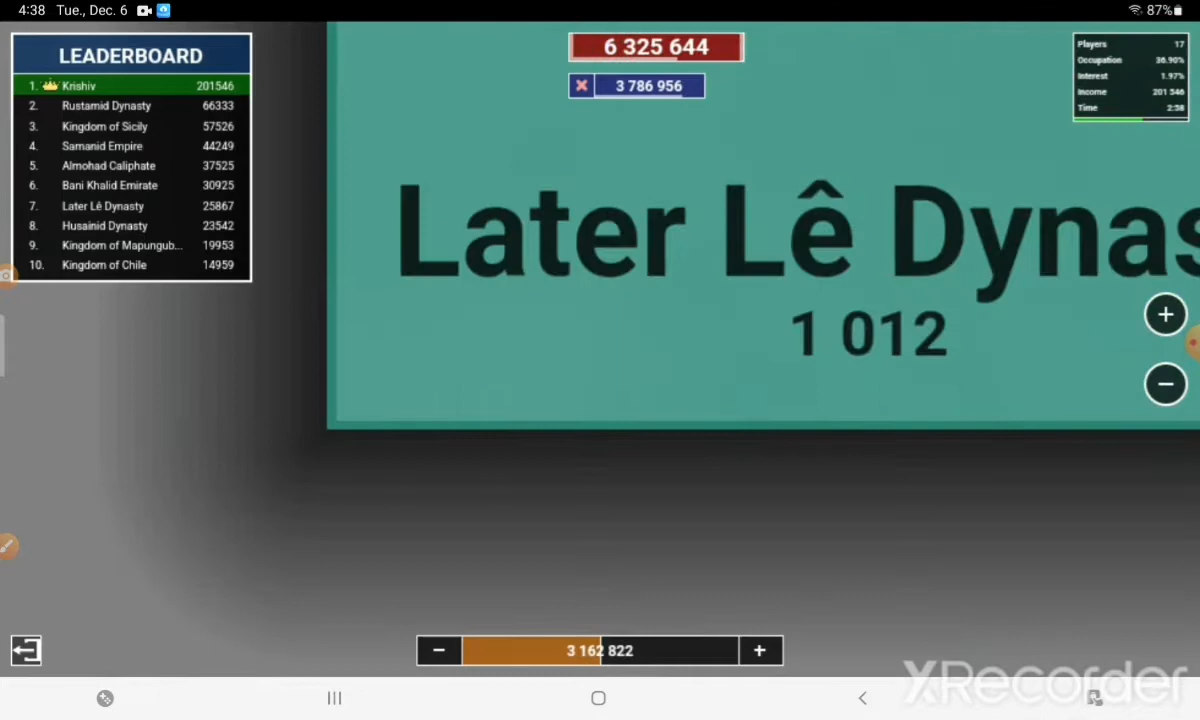 4:38 Tue., Dec. 6
87%
LEADERBOARD
1. Krishiv 201546
2. Rustamid Dynasty 66333
3. Kingdom of Sicily 57526
4. Samanid Empire 44249
5. Almohad Caliphate 37525
6. Bani Khalid Emirate 30925
7. Later Lê Dynasty 25867
8. Husainid Dynasty 23542
9. Kingdom of Mapungub... 19953
10. Kingdom of Chile 14959
6 325 644
3 786 956
Players 17
Occupation 36.90%
Interest 1.97%
Income 201 546
Time 2:58
Later Lê Dynas
1 012
+
−
− 3 162 822 +
XRecorder